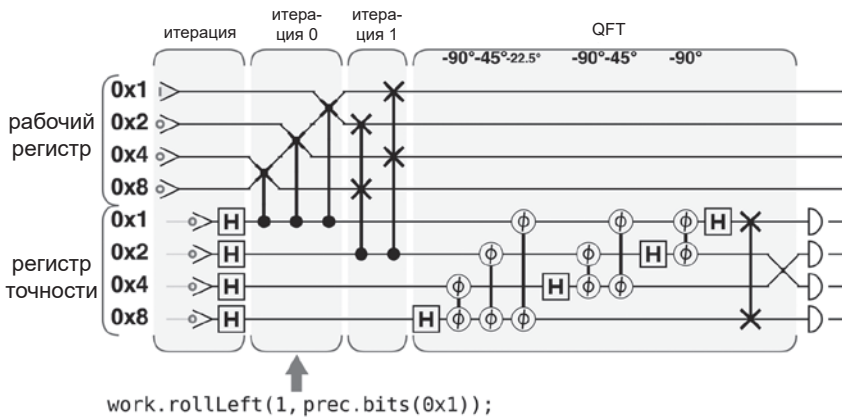 итерация
итера-
ция 0
итера-
ция 1
QFT
-90°-45°-22.5°
-90°-45°
-90°
рабочий
регистр
0x1
0x2
0x4
0x8
регистр
точности
0x1
H
0x2
H
0x4
H
0x8
H
H
ϕ
ϕ
ϕ
ϕ
ϕ
ϕ
H
ϕ
ϕ
ϕ
ϕ
H
ϕ
ϕ
H
work.rollLeft(1, prec.bits(0x1));